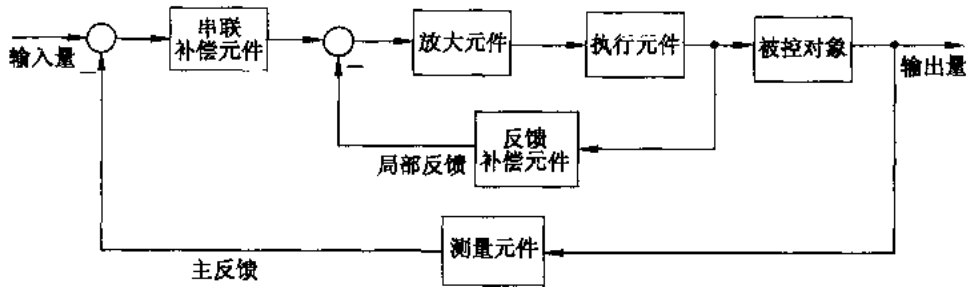 输入量
串联
补偿元件
放大元件
执行元件
被控对象
输出量
反馈
补偿元件
局部反馈
测量元件
主反馈